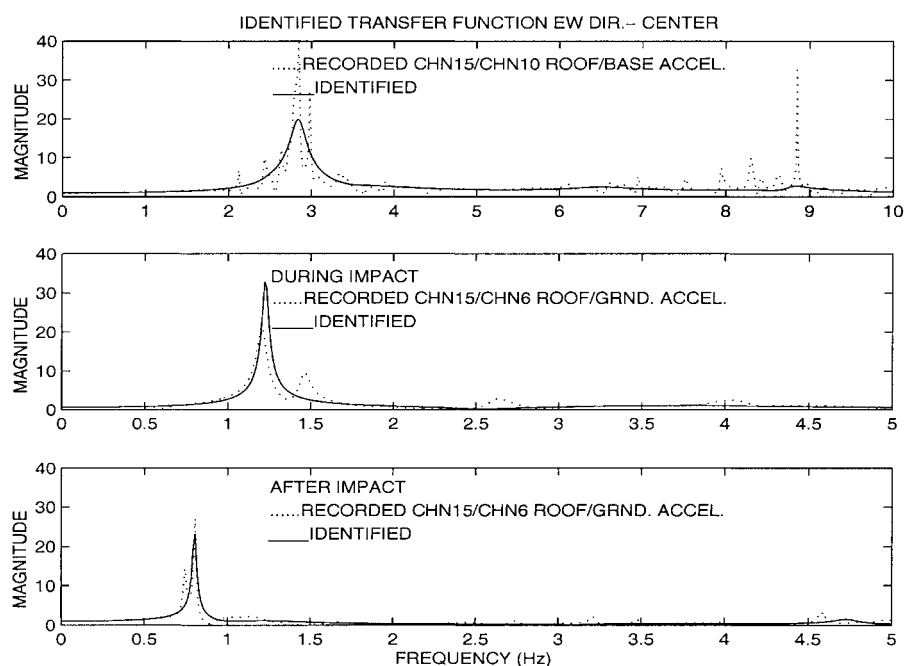 IDENTIFIED TRANSFER FUNCTION EW DIR.– CENTER
MAGNITUDE
40
30
20
10
0
......RECORDED CHN15/CHN10 ROOF/BASE ACCEL.
______IDENTIFIED
0 1 2 3 4 5 6 7 8 9 10
MAGNITUDE
40
30
20
10
0
DURING IMPACT
......RECORDED CHN15/CHN6 ROOF/GRND. ACCEL.
______IDENTIFIED
0 0.5 1 1.5 2 2.5 3 3.5 4 4.5 5
MAGNITUDE
40
30
20
10
0
AFTER IMPACT
......RECORDED CHN15/CHN6 ROOF/GRND. ACCEL.
______IDENTIFIED
0 0.5 1 1.5 2 2.5 3 3.5 4 4.5 5
FREQUENCY (Hz)